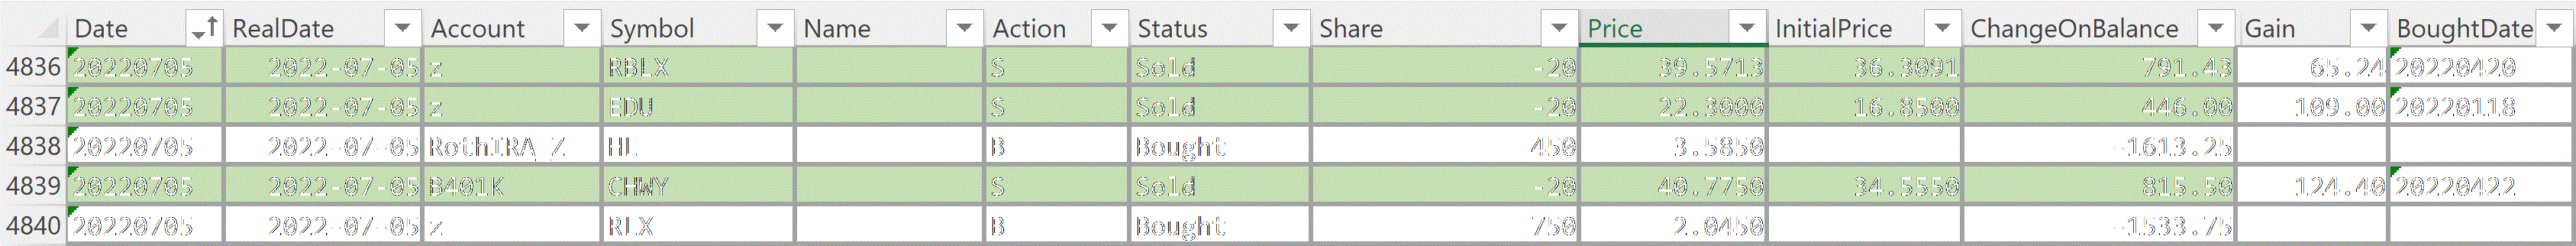 Date RealDate Account Symbol Name Action Status Share Price InitialPrice ChangeOnBalance Gain BoughtDate
4836 20220705 2022-07-05 z RBLX S Sold -20 39.5713 36.3091 791.43 65.24 20220420
4837 20220705 2022-07-05 z EDU S Sold -20 22.3000 16.8500 446.00 109.00 20220118
4838 20220705 2022-07-05 RothIRA_Z HL B Bought 450 3.5850 -1613.25
4839 20220705 2022-07-05 B401K CHWY S Sold -20 40.7750 34.5550 815.50 124.40 20220422
4840 20220705 2022-07-05 z RLX B Bought 750 2.0450 -1533.75